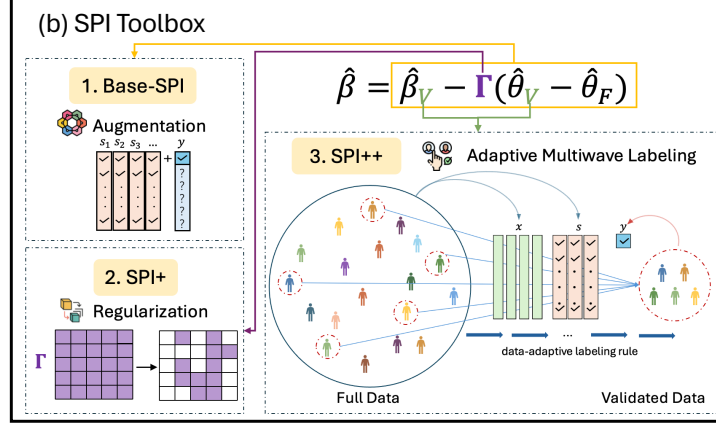 (b) SPI Toolbox
β̂ = β̂_V − Γ(θ̂_V − θ̂_F)
1. Base-SPI
Augmentation
s₁ s₂ s₃ ... y
+
?
?
?
?
?
2. SPI+
Regularization
Γ
3. SPI++
Adaptive Multiwave Labeling
x s y
...
data-adaptive labeling rule
Full Data
Validated Data